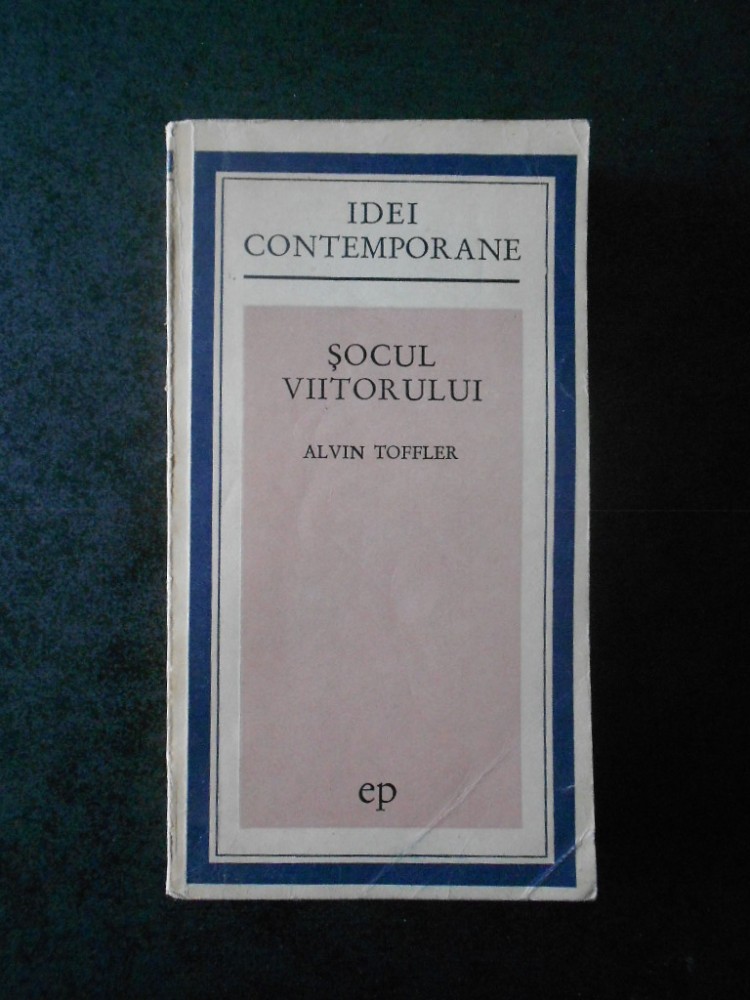 IDEI
CONTEMPORANE
ŞOCUL
VIITORULUI
ALVIN TOFFLER
ep